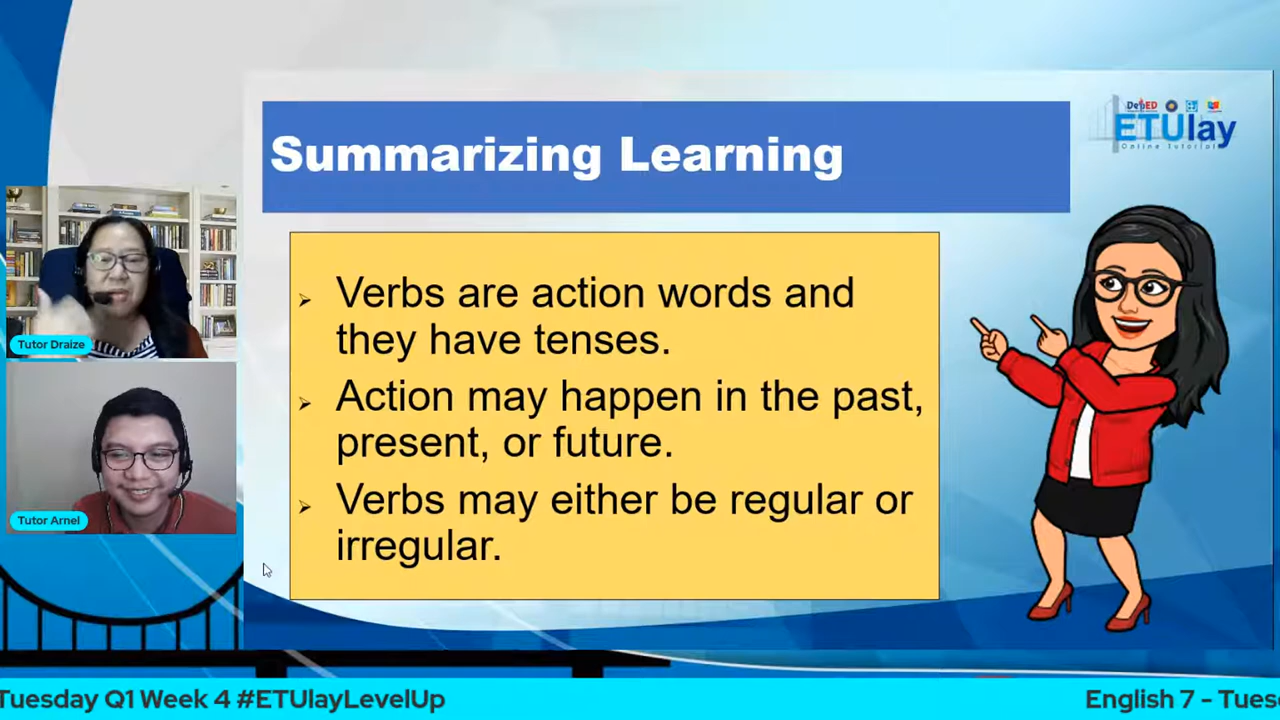 Summarizing Learning
DepED
ETUlay
Online Tutorial
Verbs are action words and
they have tenses.
Action may happen in the past,
present, or future.
Verbs may either be regular or
irregular.
Tutor Draize
Tutor Arnel
Tuesday Q1 Week 4 #ETUlayLevelUp
English 7 - Tues